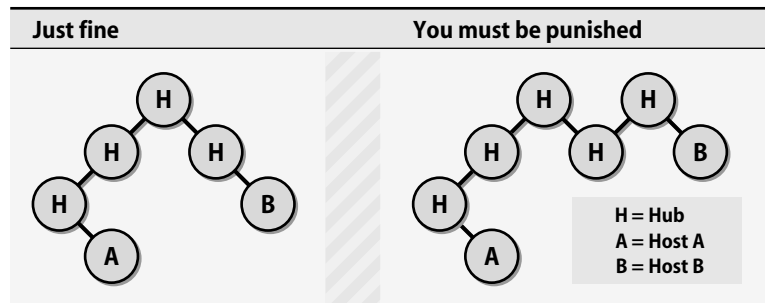 Just fine
You must be punished
H
H H
H H
H H
H H B
H B
H
A
A
H = Hub
A = Host A
B = Host B